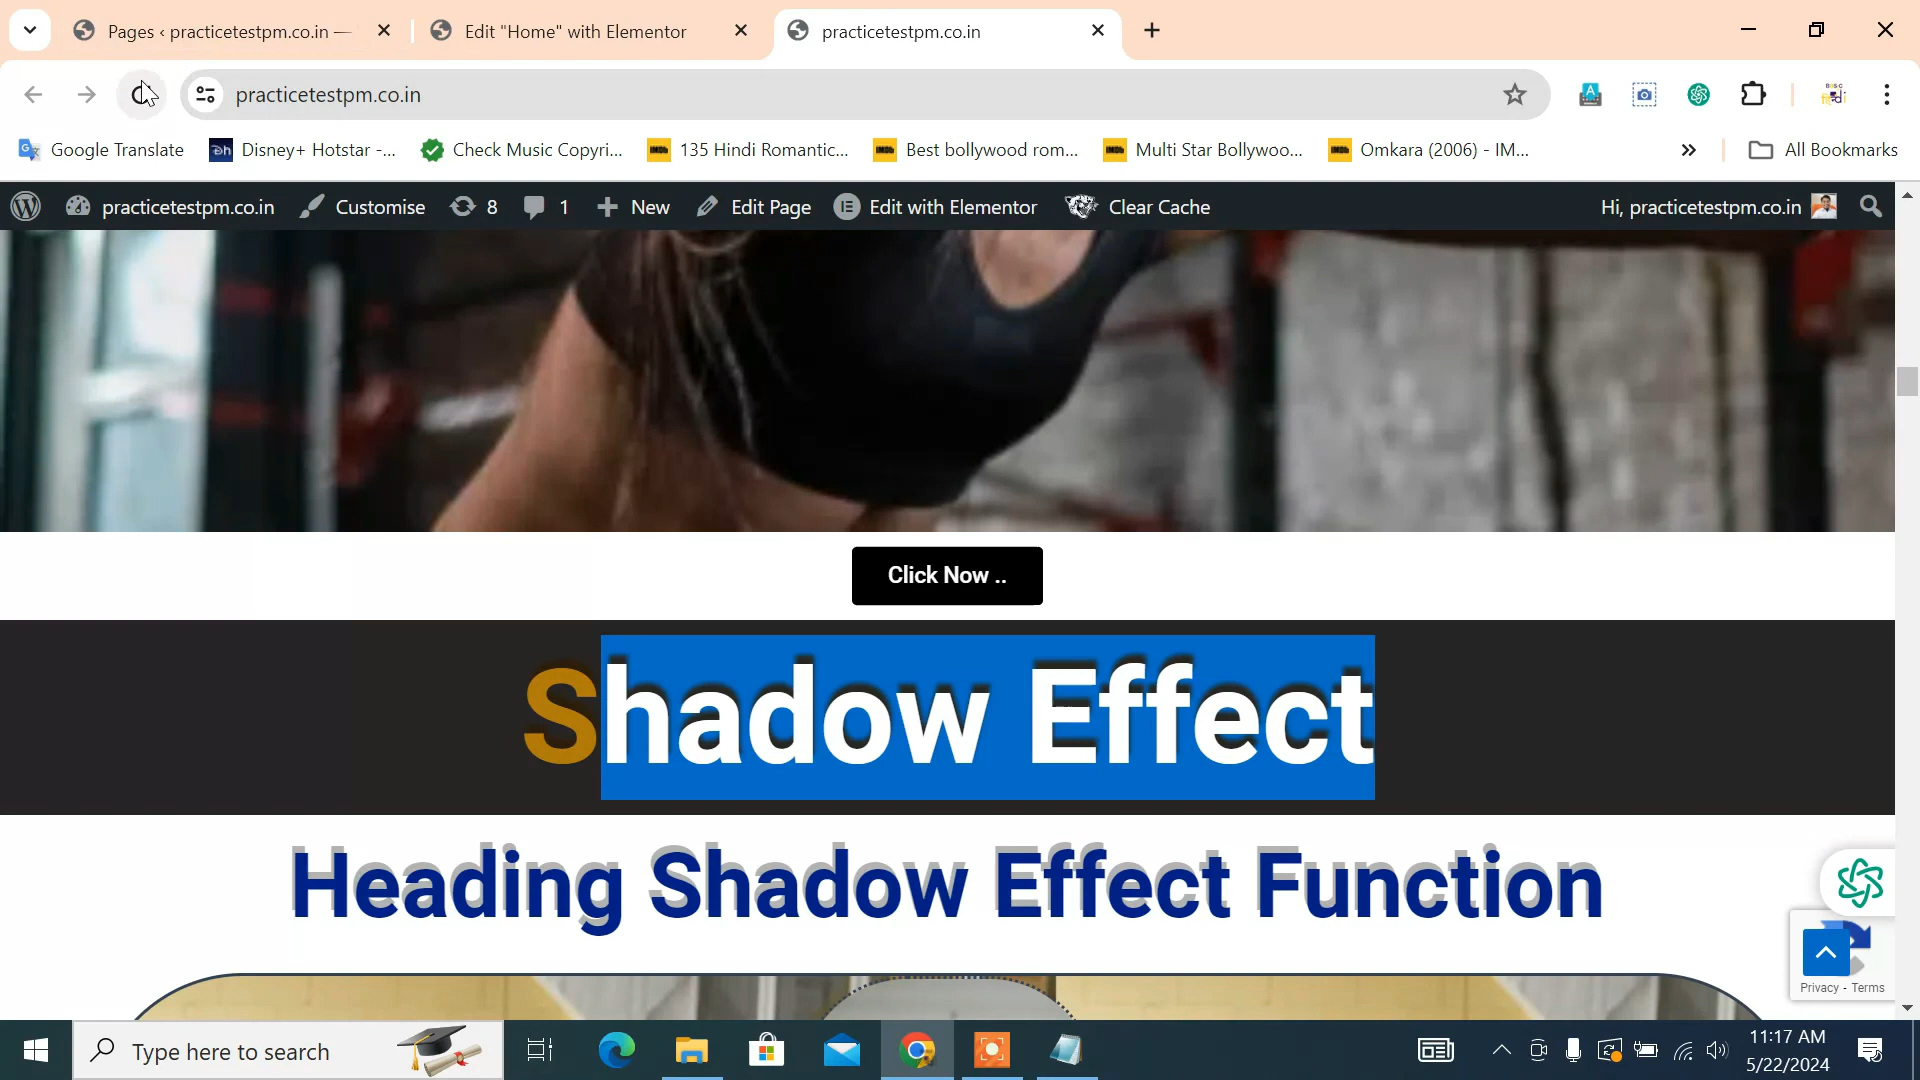 Pages ‹ practicetestpm.co.in —
Edit "Home" with Elementor
practicetestpm.co.in
practicetestpm.co.in
Google Translate
Disney+ Hotstar -...
Check Music Copyri...
135 Hindi Romantic...
Best bollywood rom...
Multi Star Bollywoo...
Omkara (2006) - IM...
All Bookmarks
practicetestpm.co.in
Customise
8
1
New
Edit Page
Edit with Elementor
Clear Cache
Hi, practicetestpm.co.in
Click Now ..
Shadow Effect
Heading Shadow Effect Function
Privacy - Terms
Type here to search
11:17 AM
5/22/2024